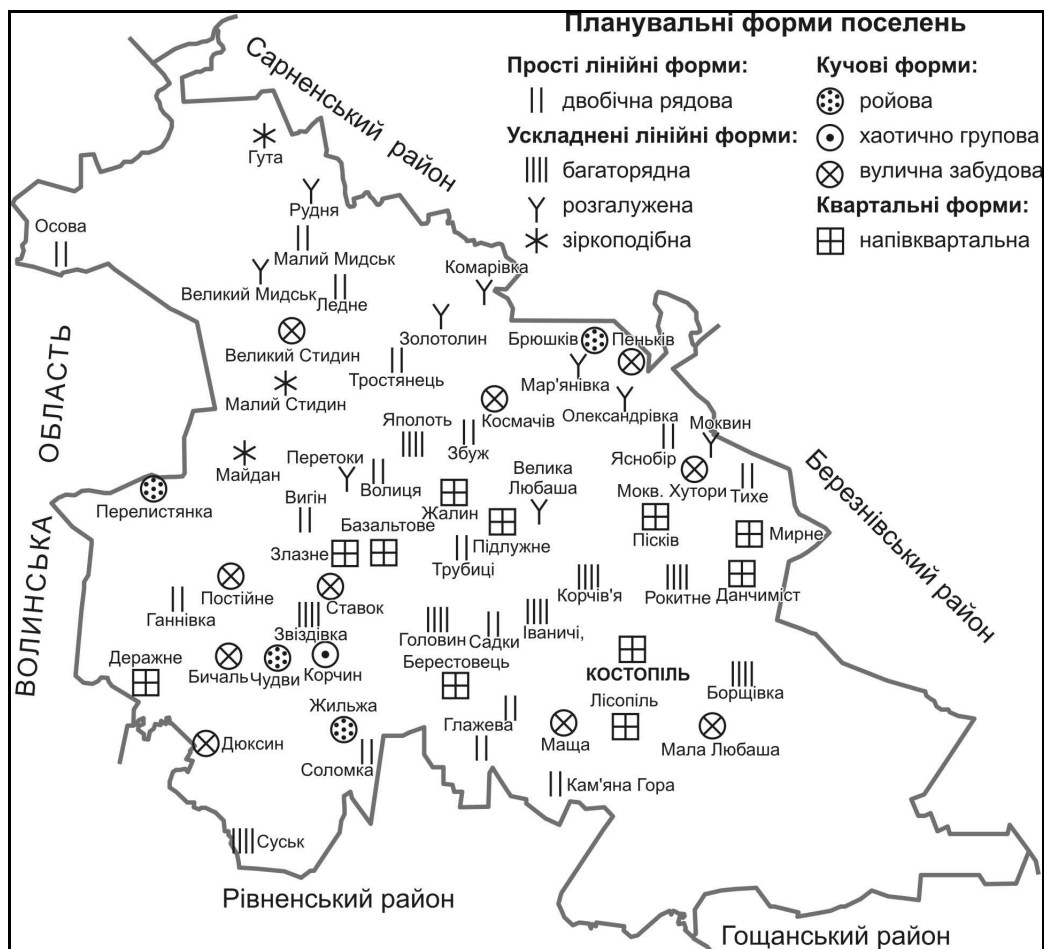 Планувальні форми поселень
Прості лінійні форми:
двобічна рядова
Ускладнені лінійні форми:
багаторядна
розгалужена
зіркоподібна
Кучові форми:
ройова
хаотично групова
вулична забудова
Квартальні форми:
напівквартальна
Сарненський район
Гута
Рудня
Осова
Малий Мидськ
Комарівка
Великий Мидськ
Ледне
Золотолин
Брюшків
Пеньків
Великий Стидин
Тростянець
Мар'янівка
Малий Стидин
Космачів
Олександрівка
ОБЛАСТЬ
Яполоть
Збуж
Моквин
Яснобір
Майдан
Перетоки
Волиця
Велика
Любаша
Мокв. Хутори
Тихе
Березнівський район
Перелистянка
Вигін
Жалин
Базальтове
Підлужне
Пісків
Мирне
Злазне
Трубиці
ВОЛИНСЬКА
Постійне
Ставок
Корчів'я
Рокитне
Данчиміст
Ганнівка
Звіздівка
Головин
Садки
Іваничі,
Деражне
Бичаль
Чудви
Корчин
Берестовець
КОСТОПІЛЬ
Борщівка
Жильжа
Лісопіль
Глажева
Дюксин
Соломка
Маща
Мала Любаша
Кам'яна Гора
Суськ
Рівненський район
Гощанський район